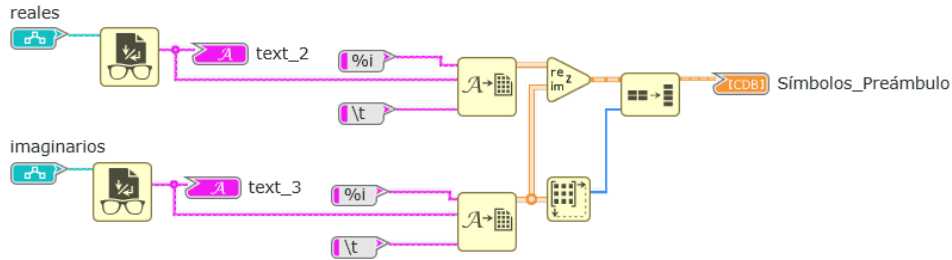 reales
text_2
%i
\t
re
im z
[CDB]
Símbolos_Preámbulo
imaginarios
text_3
%i
\t